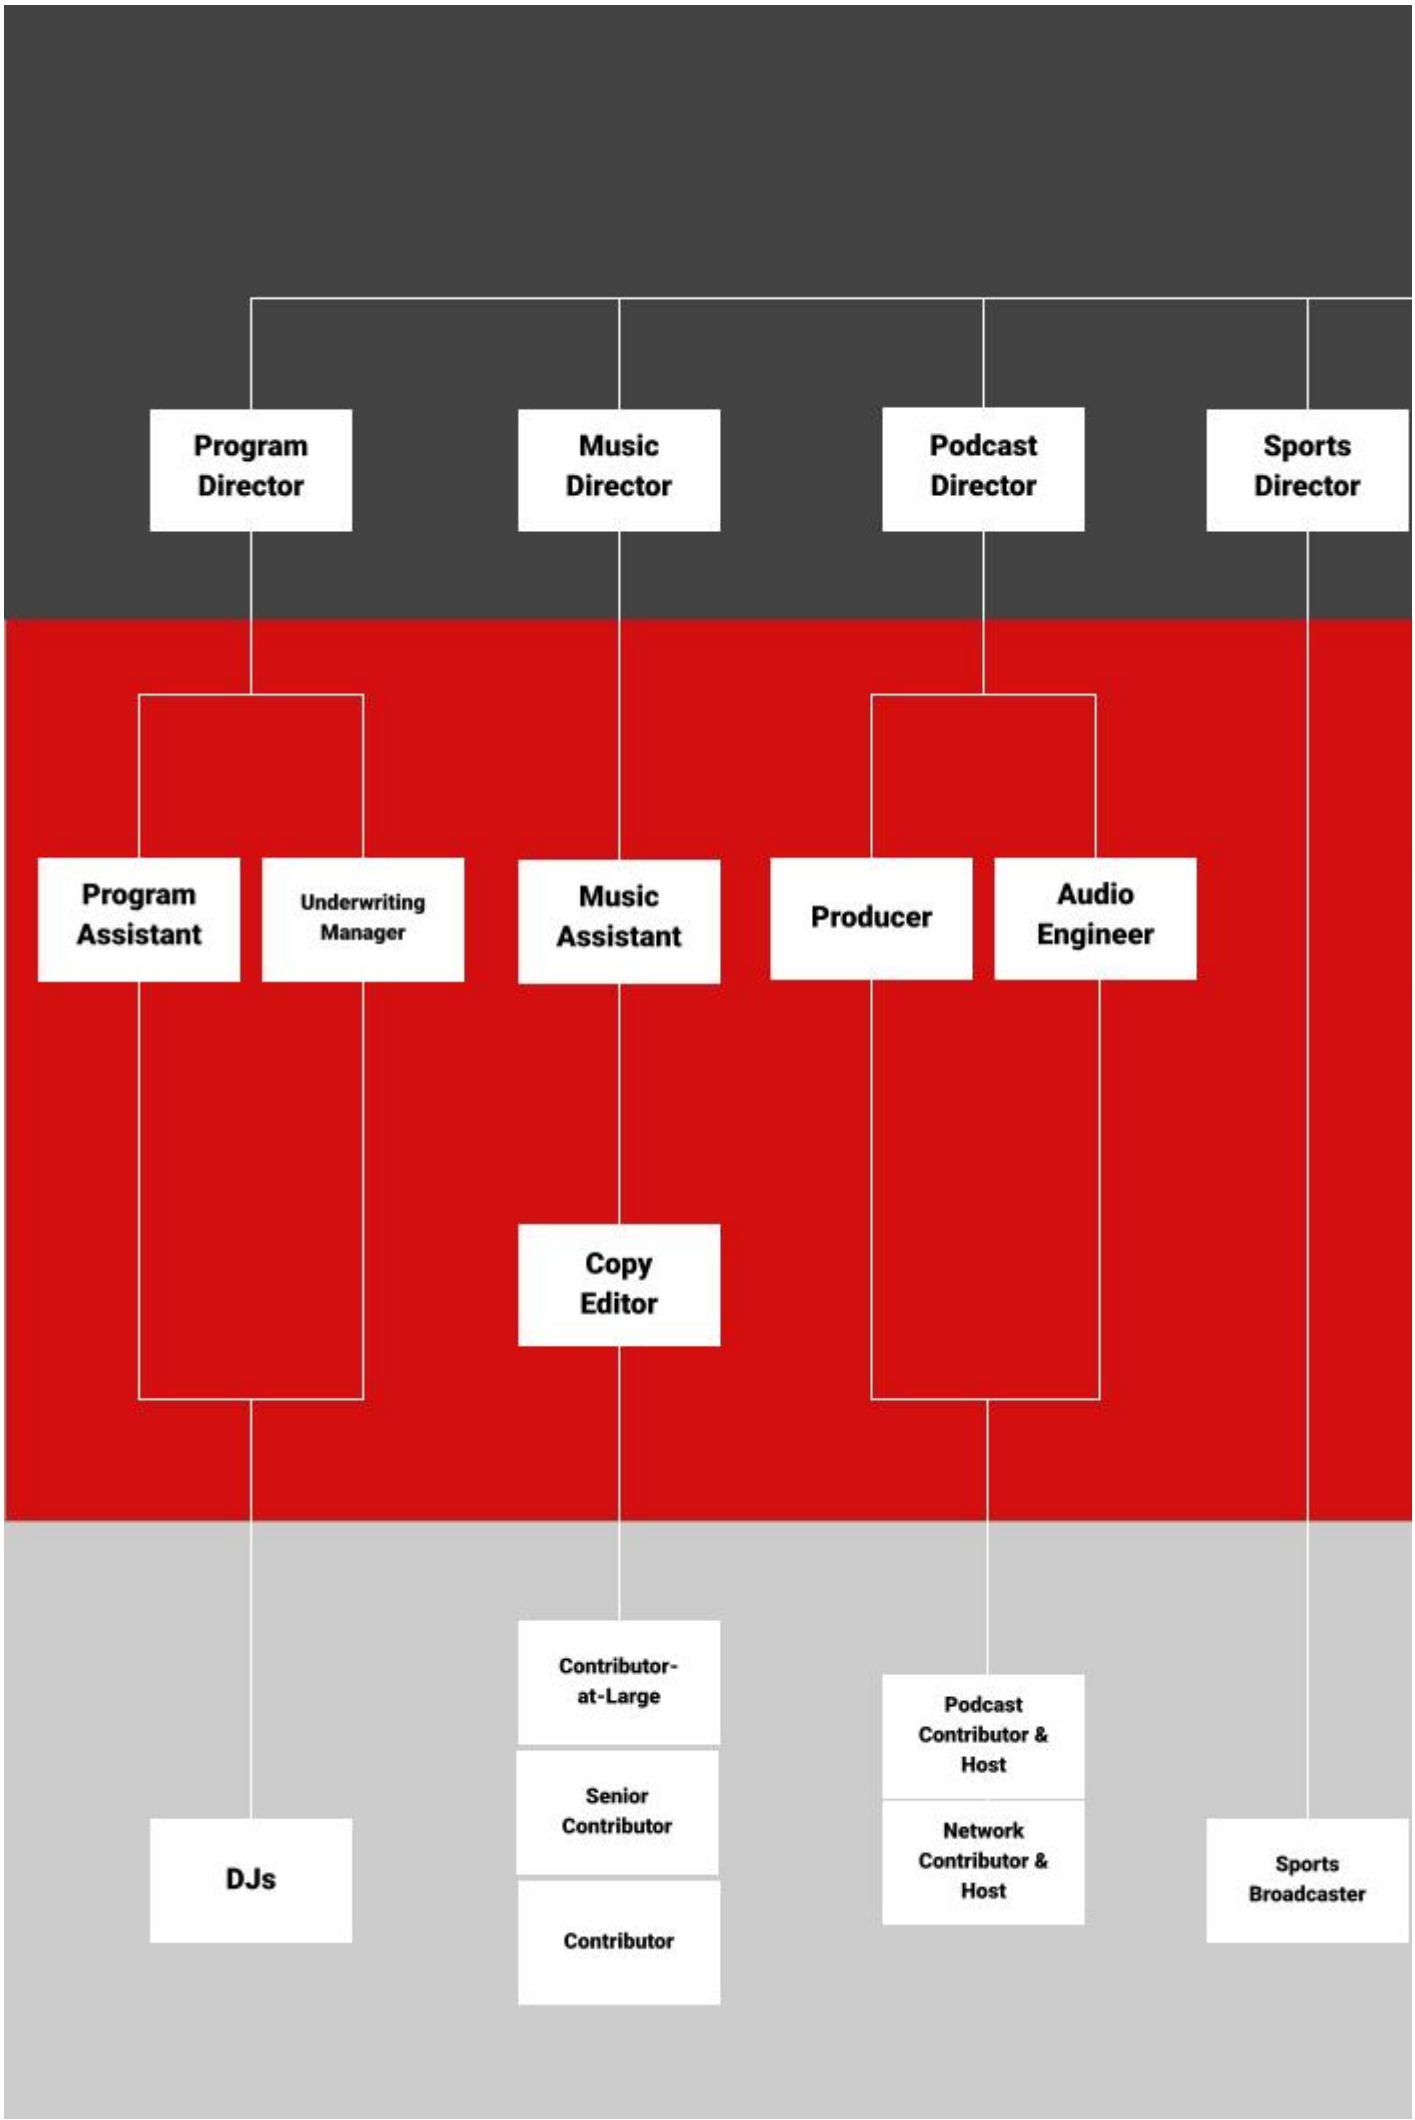 Program
Director
Music
Director
Podcast
Director
Sports
Director
Program
Assistant
Underwriting
Manager
Music
Assistant
Producer
Audio
Engineer
Copy
Editor
Contributor-
at-Large
Senior
Contributor
Contributor
Podcast
Contributor &
Host
Network
Contributor &
Host
DJs
Sports
Broadcaster